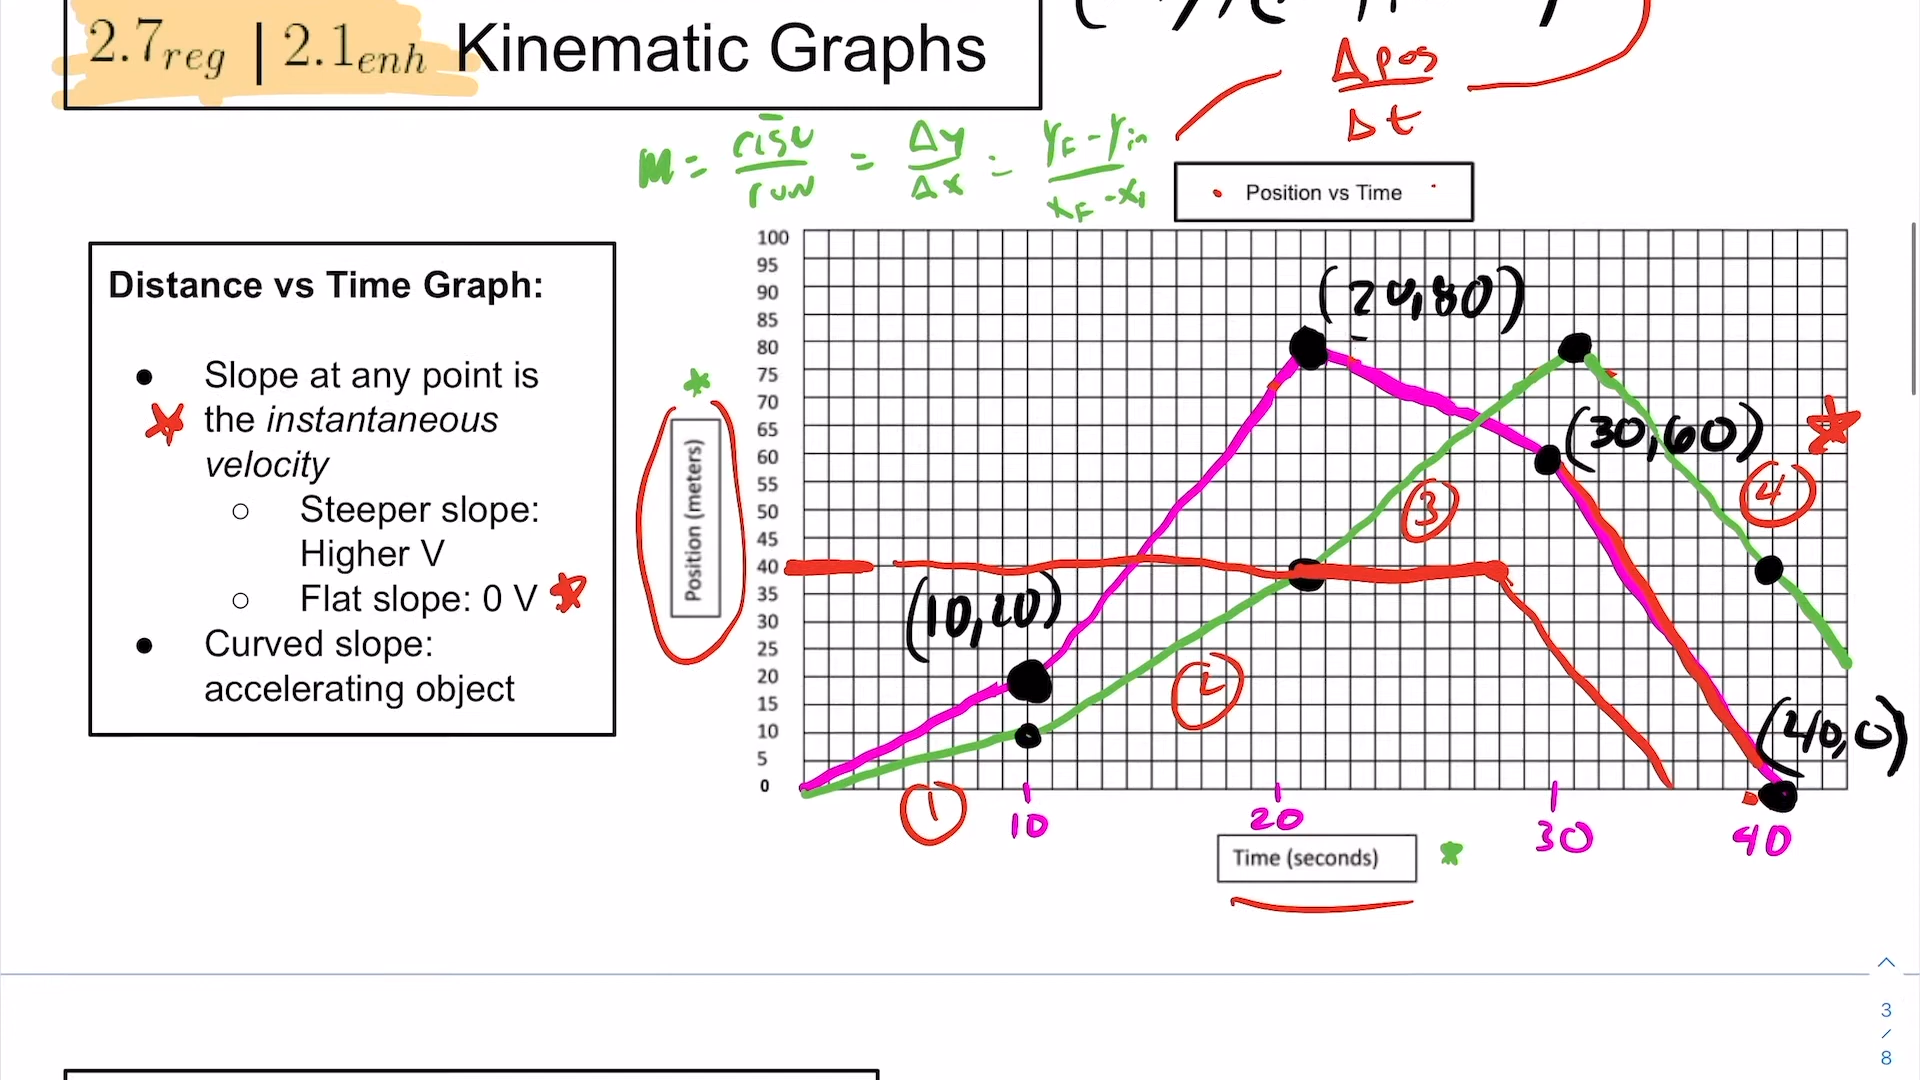 2.7reg | 2.1enh Kinematic Graphs
Δpos
Δt
m = rise/run = Δy/Δx = yF - yin/xF - x1
Position vs Time
Distance vs Time Graph:
● Slope at any point is
the instantaneous
velocity
○ Steeper slope:
Higher V
○ Flat slope: 0 V
● Curved slope:
accelerating object
Position (meters)
100
95
90
85
80
75
70
65
60
55
50
45
40
35
30
25
20
15
10
5
0
(20,80)
(30,60)
(10,20)
(40,0)
1
2
3
4
10
20
30
40
Time (seconds)
3
/
8